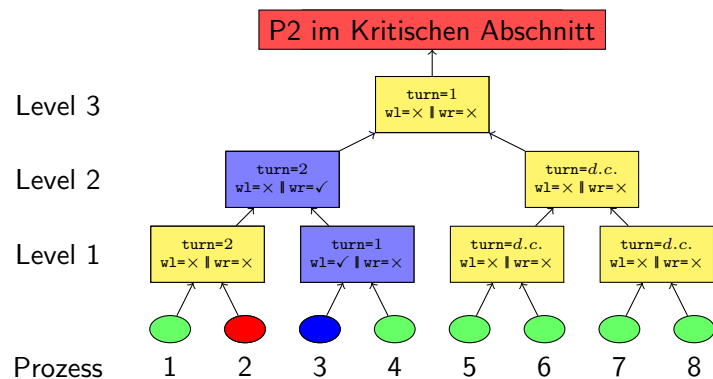 P2 im Kritischen Abschnitt
Level 3
turn=1
wl=× ‖ wr=×
Level 2
turn=2
wl=× ‖ wr=✓
turn=d.c.
wl=× ‖ wr=×
Level 1
turn=2
wl=× ‖ wr=×
turn=1
wl=✓ ‖ wr=×
turn=d.c.
wl=× ‖ wr=×
turn=d.c.
wl=× ‖ wr=×
Prozess 1 2 3 4 5 6 7 8